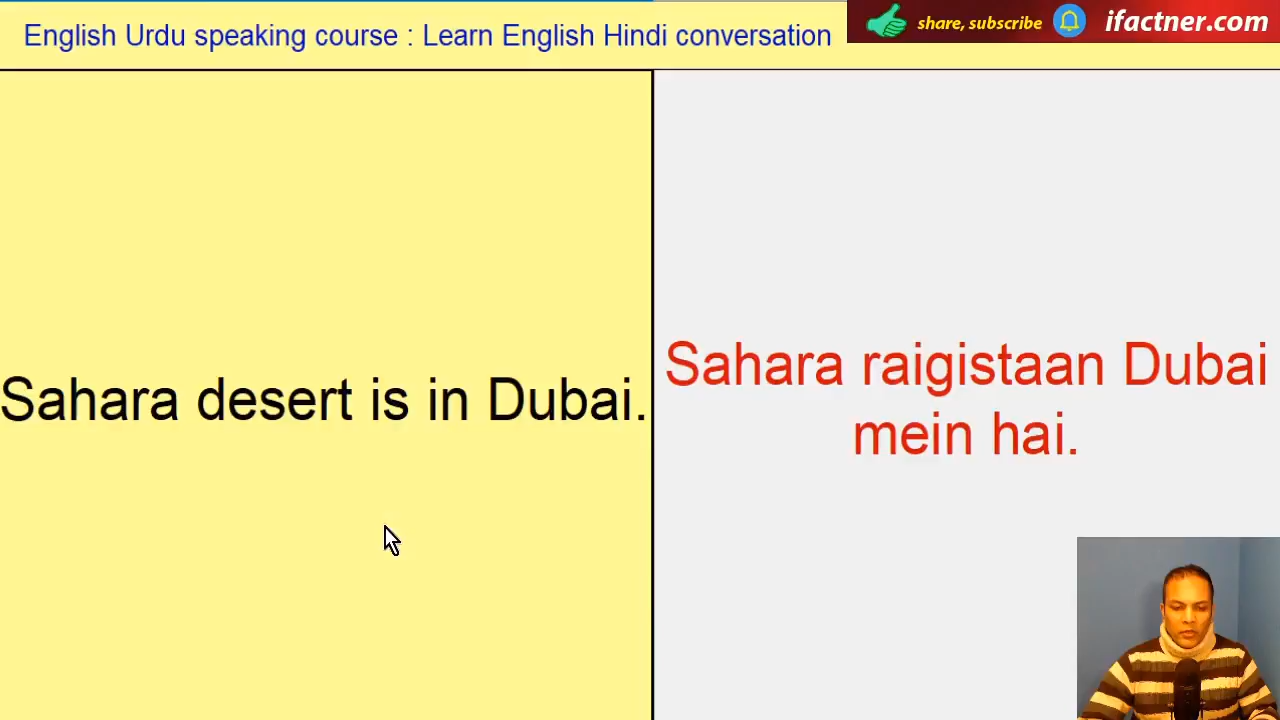 English Urdu speaking course : Learn English Hindi conversation
share, subscribe
ifactner.com
Sahara desert is in Dubai.
Sahara raigistaan Dubai
mein hai.